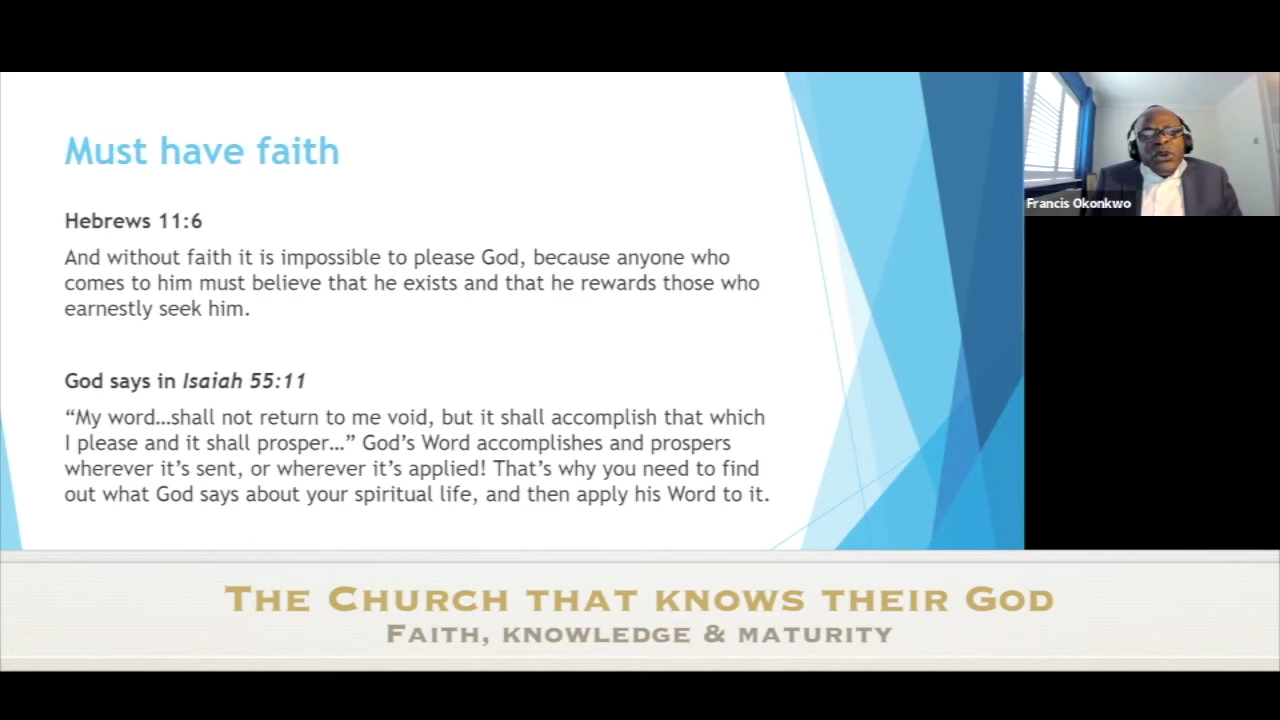 Must have faith
Hebrews 11:6
And without faith it is impossible to please God, because anyone who
comes to him must believe that he exists and that he rewards those who
earnestly seek him.
God says in Isaiah 55:11
“My word…shall not return to me void, but it shall accomplish that which
I please and it shall prosper…” God’s Word accomplishes and prospers
wherever it’s sent, or wherever it’s applied! That’s why you need to find
out what God says about your spiritual life, and then apply his Word to it.
Francis Okonkwo
The Church that knows their God
Faith, knowledge & maturity